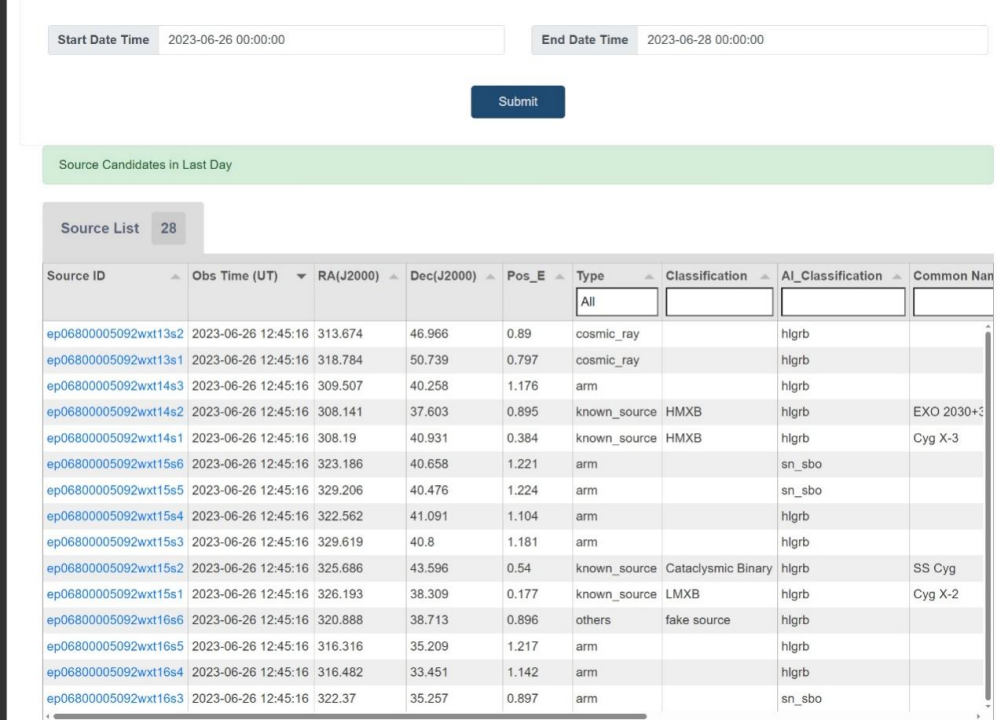 Start Date Time 2023-06-26 00:00:00 End Date Time 2023-06-28 00:00:00
Submit
Source Candidates in Last Day
Source List 28
Source ID Obs Time (UT) RA(J2000) Dec(J2000) Pos_E Type Classification AI_Classification Common Nam
All
ep06800005092wxt13s2 2023-06-26 12:45:16 313.674 46.966 0.89 cosmic_ray hlgrb
ep06800005092wxt13s1 2023-06-26 12:45:16 318.784 50.739 0.797 cosmic_ray hlgrb
ep06800005092wxt14s3 2023-06-26 12:45:16 309.507 40.258 1.176 arm hlgrb
ep06800005092wxt14s2 2023-06-26 12:45:16 308.141 37.603 0.895 known_source HMXB hlgrb EXO 2030+3
ep06800005092wxt14s1 2023-06-26 12:45:16 308.19 40.931 0.384 known_source HMXB hlgrb Cyg X-3
ep06800005092wxt15s6 2023-06-26 12:45:16 323.186 40.658 1.221 arm sn_sbo
ep06800005092wxt15s5 2023-06-26 12:45:16 329.206 40.476 1.224 arm sn_sbo
ep06800005092wxt15s4 2023-06-26 12:45:16 322.562 41.091 1.104 arm hlgrb
ep06800005092wxt15s3 2023-06-26 12:45:16 329.619 40.8 1.181 arm hlgrb
ep06800005092wxt15s2 2023-06-26 12:45:16 325.686 43.596 0.54 known_source Cataclysmic Binary hlgrb SS Cyg
ep06800005092wxt15s1 2023-06-26 12:45:16 326.193 38.309 0.177 known_source LMXB hlgrb Cyg X-2
ep06800005092wxt16s6 2023-06-26 12:45:16 320.888 38.713 0.896 others fake source hlgrb
ep06800005092wxt16s5 2023-06-26 12:45:16 316.316 35.209 1.217 arm hlgrb
ep06800005092wxt16s4 2023-06-26 12:45:16 316.482 33.451 1.142 arm hlgrb
ep06800005092wxt16s3 2023-06-26 12:45:16 322.37 35.257 0.897 arm sn_sbo